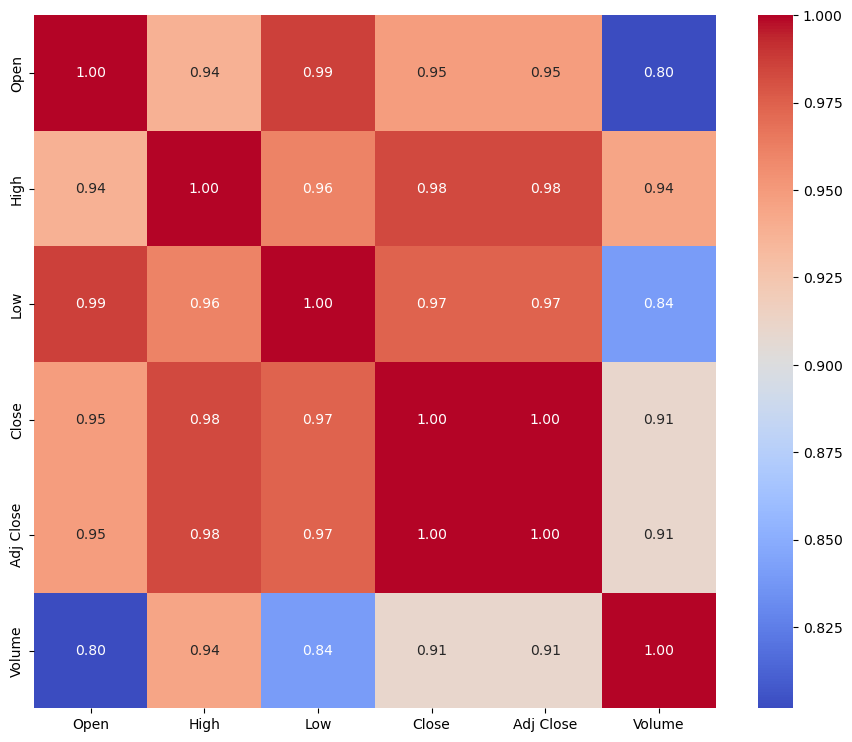 Open 1.00 0.94 0.99 0.95 0.95 0.80
High 0.94 1.00 0.96 0.98 0.98 0.94
Low 0.99 0.96 1.00 0.97 0.97 0.84
Close 0.95 0.98 0.97 1.00 1.00 0.91
Adj Close 0.95 0.98 0.97 1.00 1.00 0.91
Volume 0.80 0.94 0.84 0.91 0.91 1.00
Open High Low Close Adj Close Volume
1.000
0.975
0.950
0.925
0.900
0.875
0.850
0.825